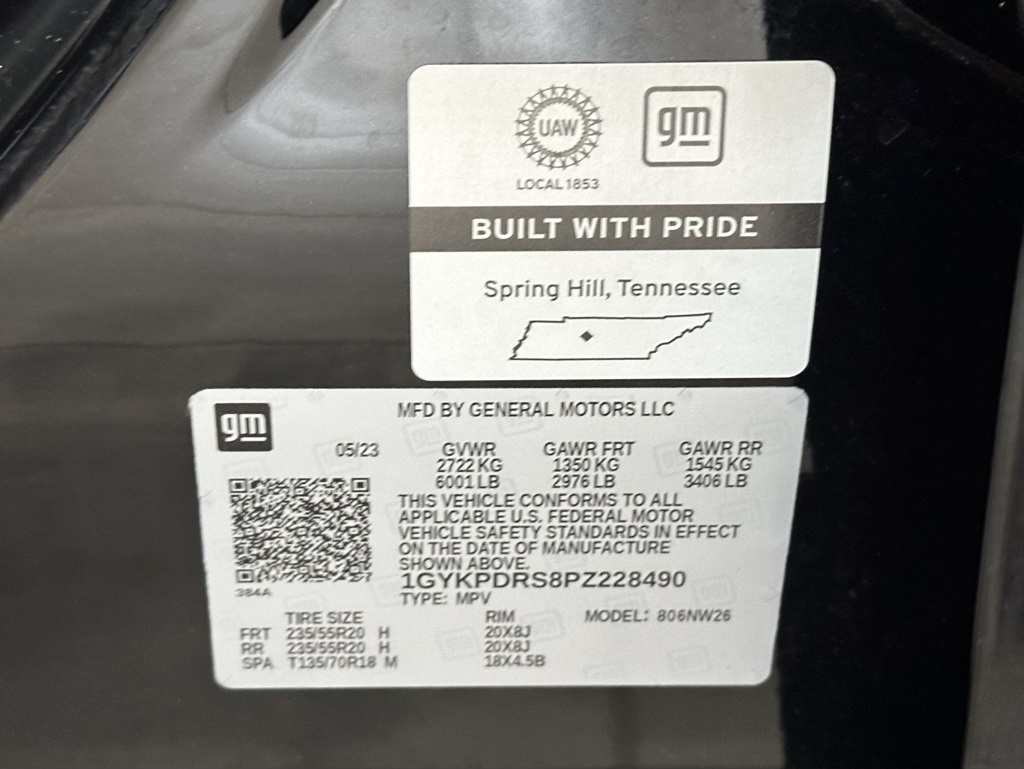 UAW
gm
LOCAL 1853
BUILT WITH PRIDE
Spring Hill, Tennessee
gm
MFD BY GENERAL MOTORS LLC
05/23 GVWR GAWR FRT GAWR RR
2722 KG 1350 KG 1545 KG
6001 LB 2976 LB 3406 LB
THIS VEHICLE CONFORMS TO ALL
APPLICABLE U.S. FEDERAL MOTOR
VEHICLE SAFETY STANDARDS IN EFFECT
ON THE DATE OF MANUFACTURE
SHOWN ABOVE.
1GYKPDRS8PZ228490
384A
TYPE: MPV
TIRE SIZE RIM MODEL: 806NW26
FRT 235/55R20 H 20X8J
RR 235/55R20 H 20X8J
SPA T135/70R18 M 18X4.5B